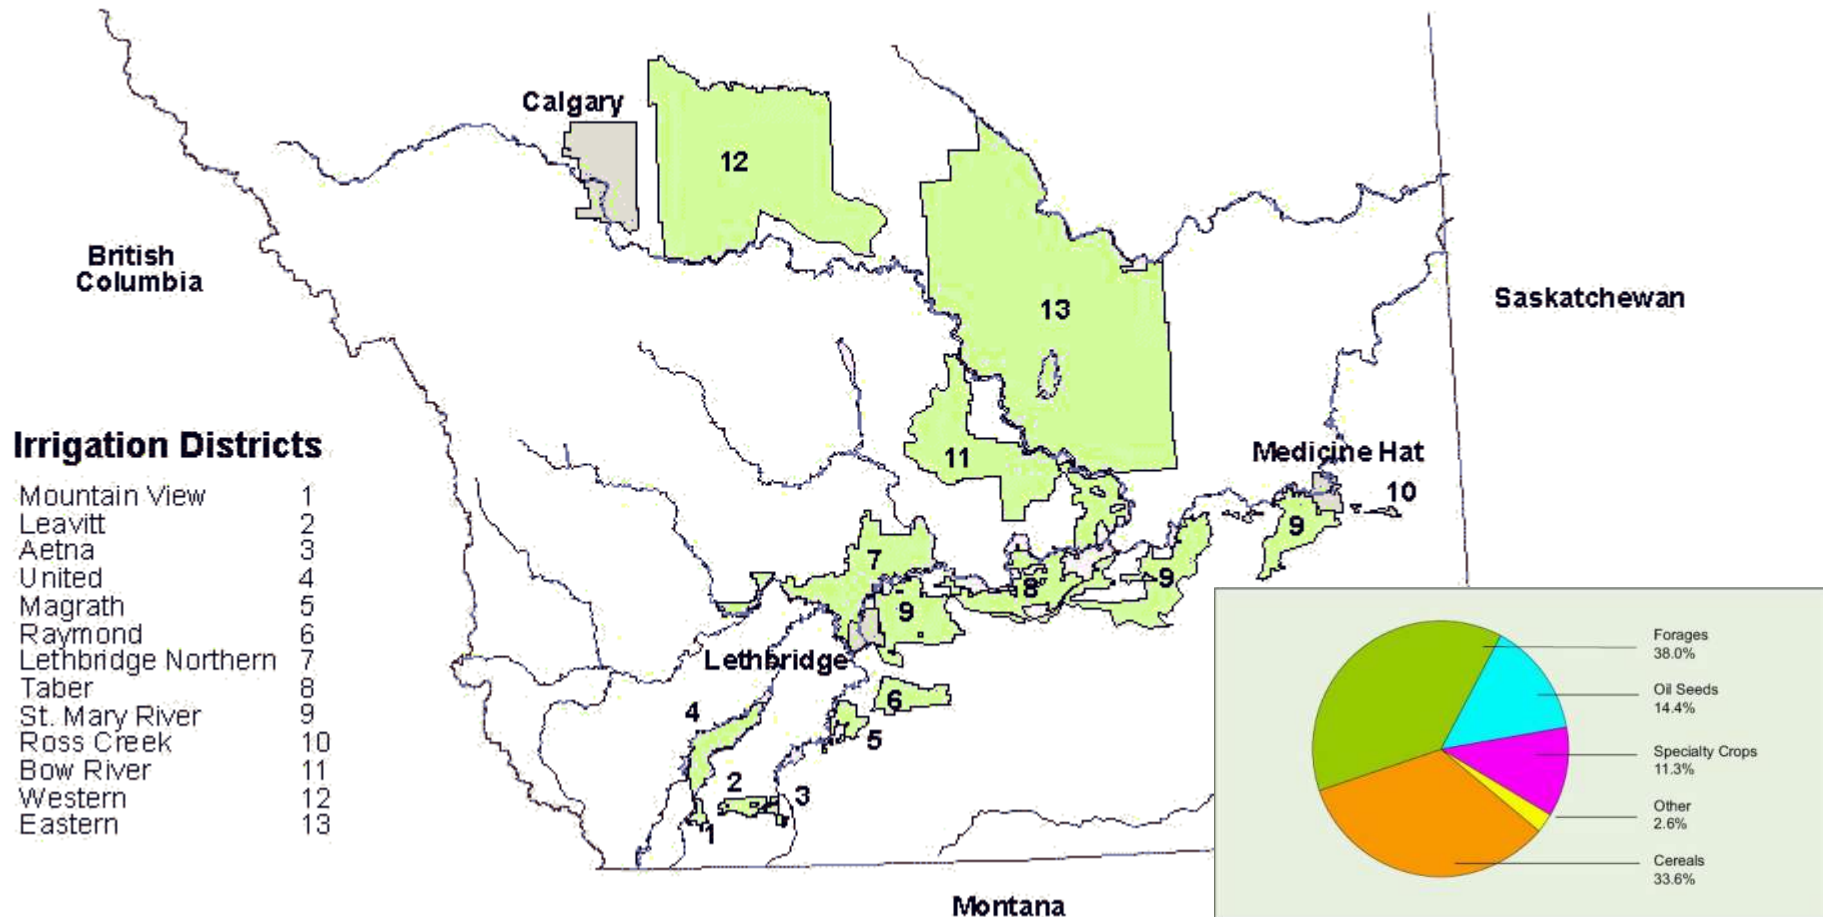 Calgary
12
British
Columbia
13
Saskatchewan
11
Medicine Hat
10
9
7
9
8
9
Lethbridge
6
4
5
2
3
1
Montana
Irrigation Districts
Mountain View 1
Leavitt 2
Aetna 3
United 4
Magrath 5
Raymond 6
Lethbridge Northern 7
Taber 8
St. Mary River 9
Ross Creek 10
Bow River 11
Western 12
Eastern 13
Forages
38.0%
Oil Seeds
14.4%
Specialty Crops
11.3%
Other
2.6%
Cereals
33.6%